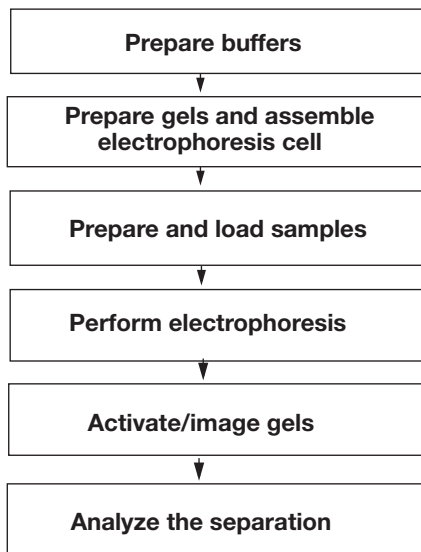 Prepare buffers
Prepare gels and assemble
electrophoresis cell
Prepare and load samples
Perform electrophoresis
Activate/image gels
Analyze the separation